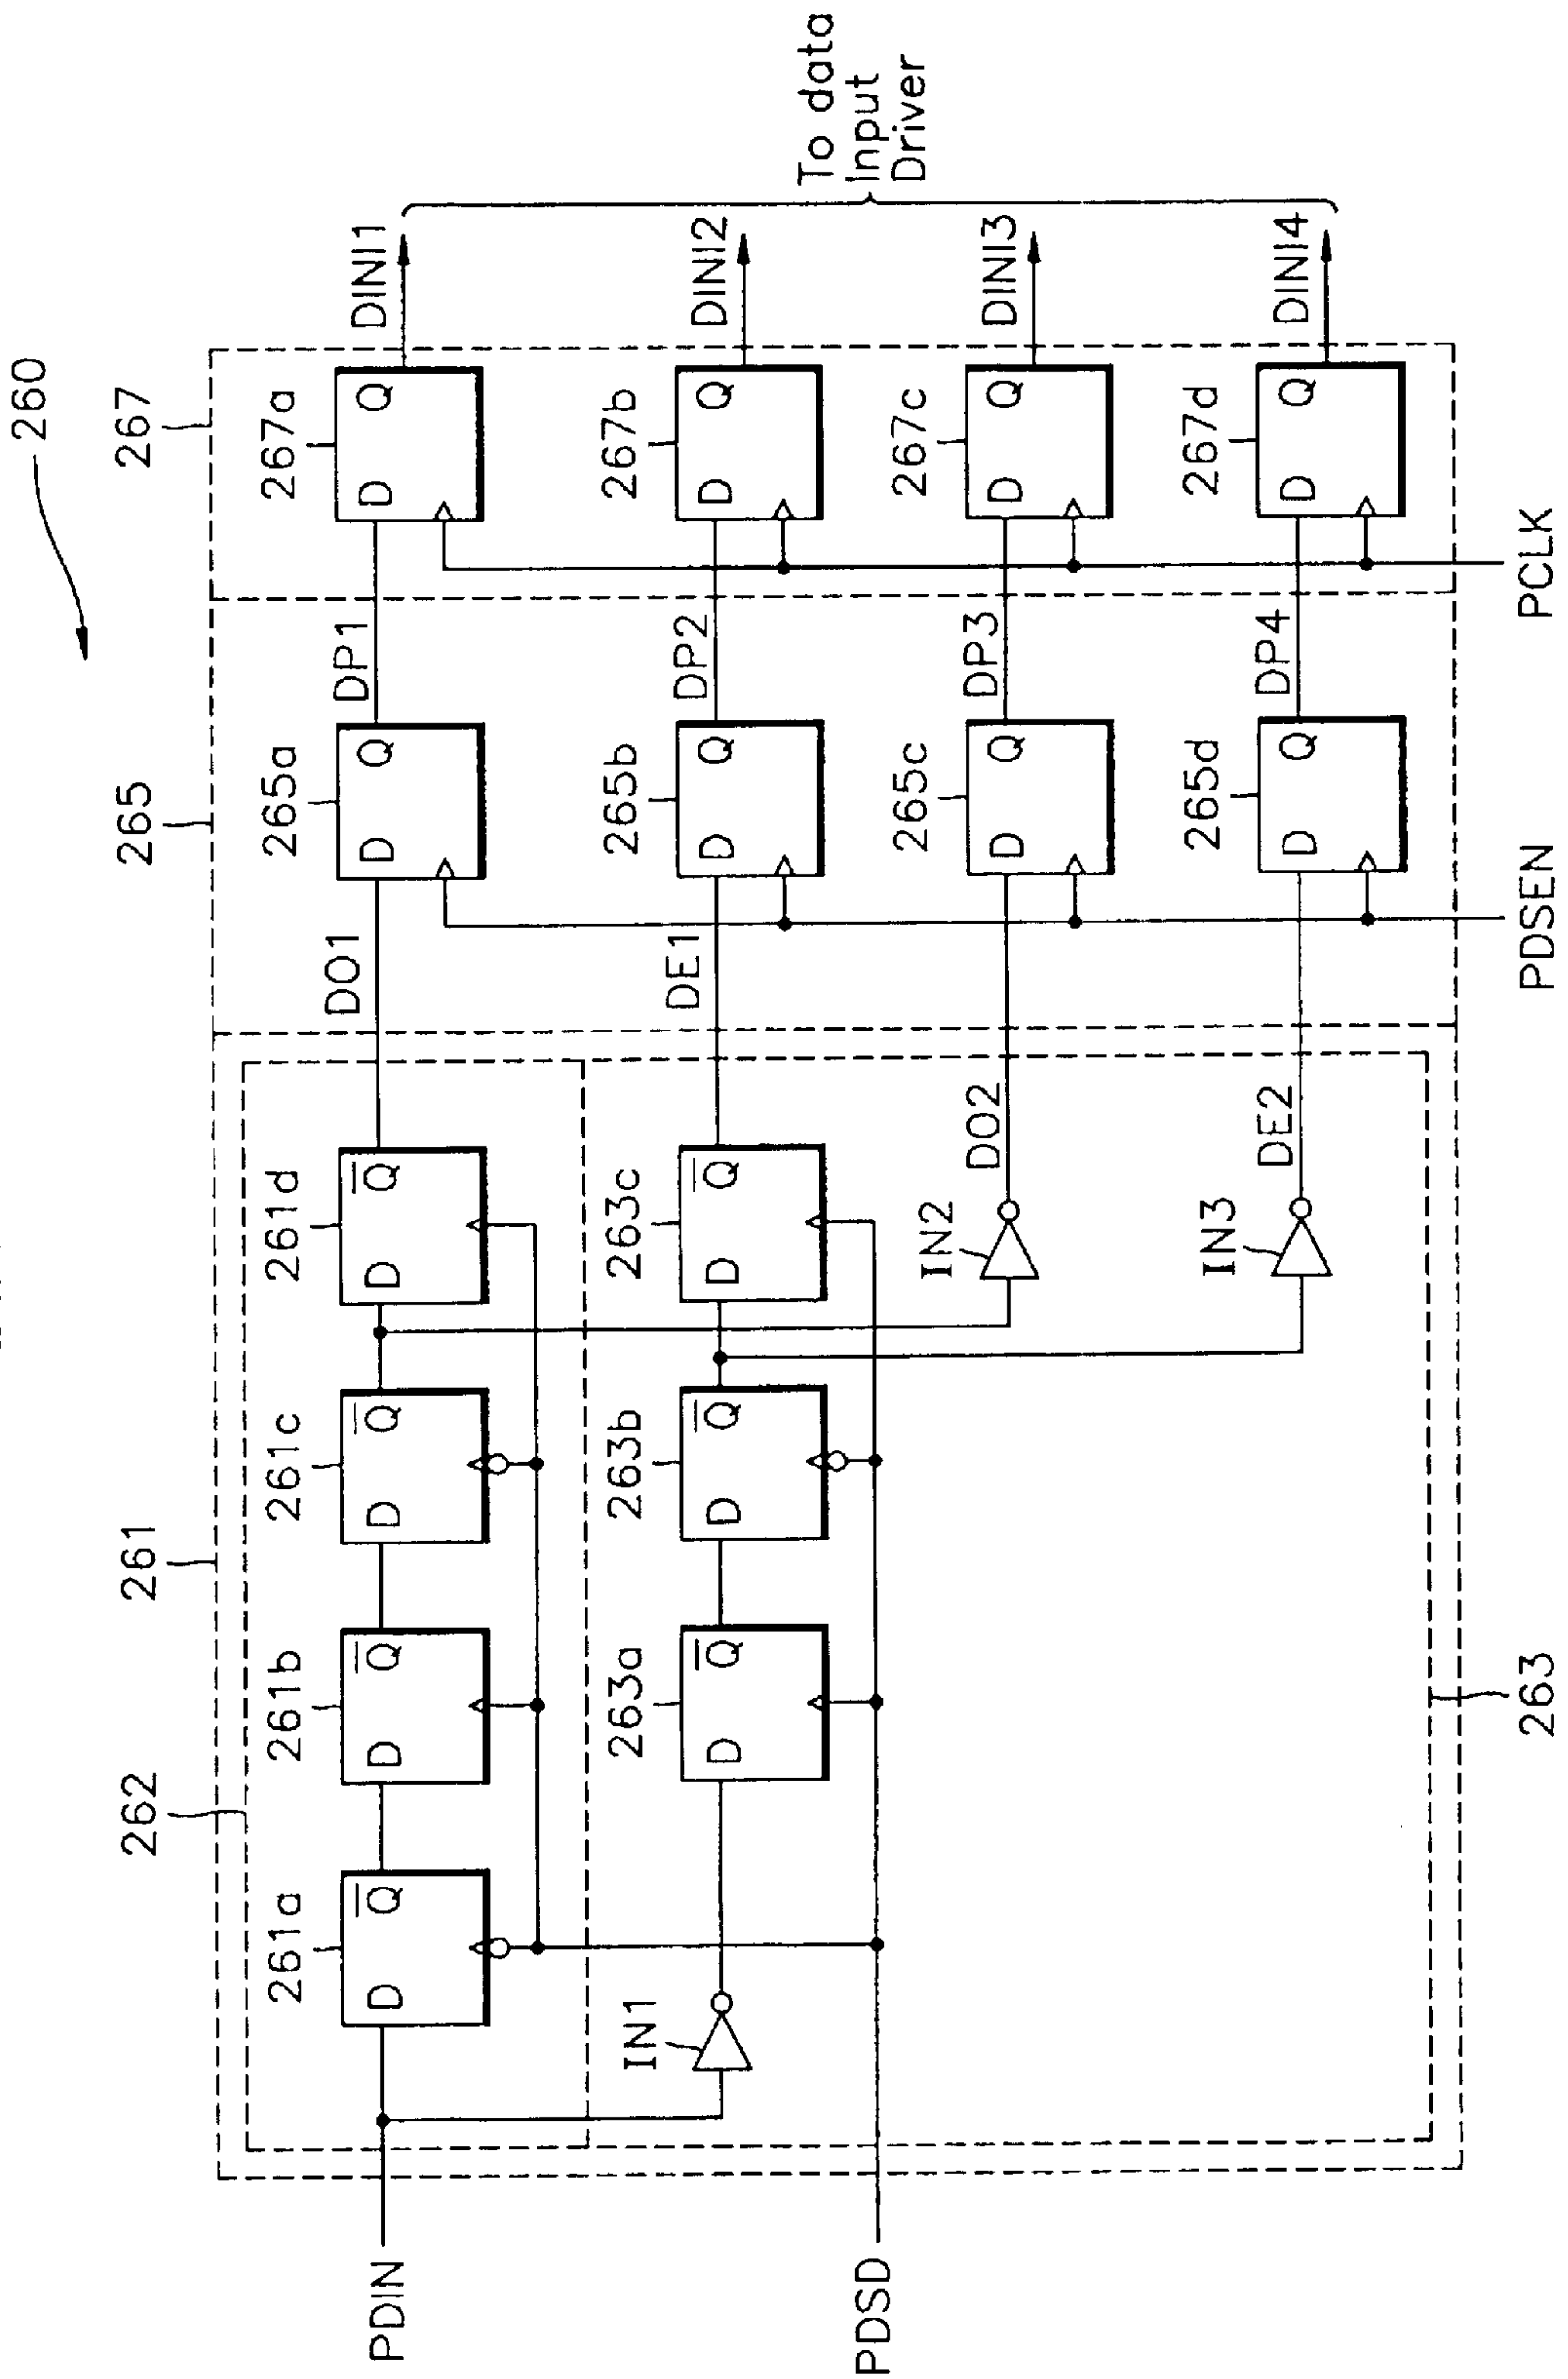 260
261
262
265
267
261a
261b
261c
261d
265a
267a
D Q
D Q
D Q
D Q
D Q
D Q
PDIN
DO1
DP1
DINI1
IN1
263a
263b
263c
265b
267b
D Q
D Q
D Q
D Q
D Q
DE1
DP2
DINI2
To data
Input
Driver
PDSD
IN2
DO2
265c
267c
D Q
D Q
DP3
DINI3
IN3
DE2
265d
267d
D Q
D Q
DP4
DINI4
263
PDSEN
PCLK